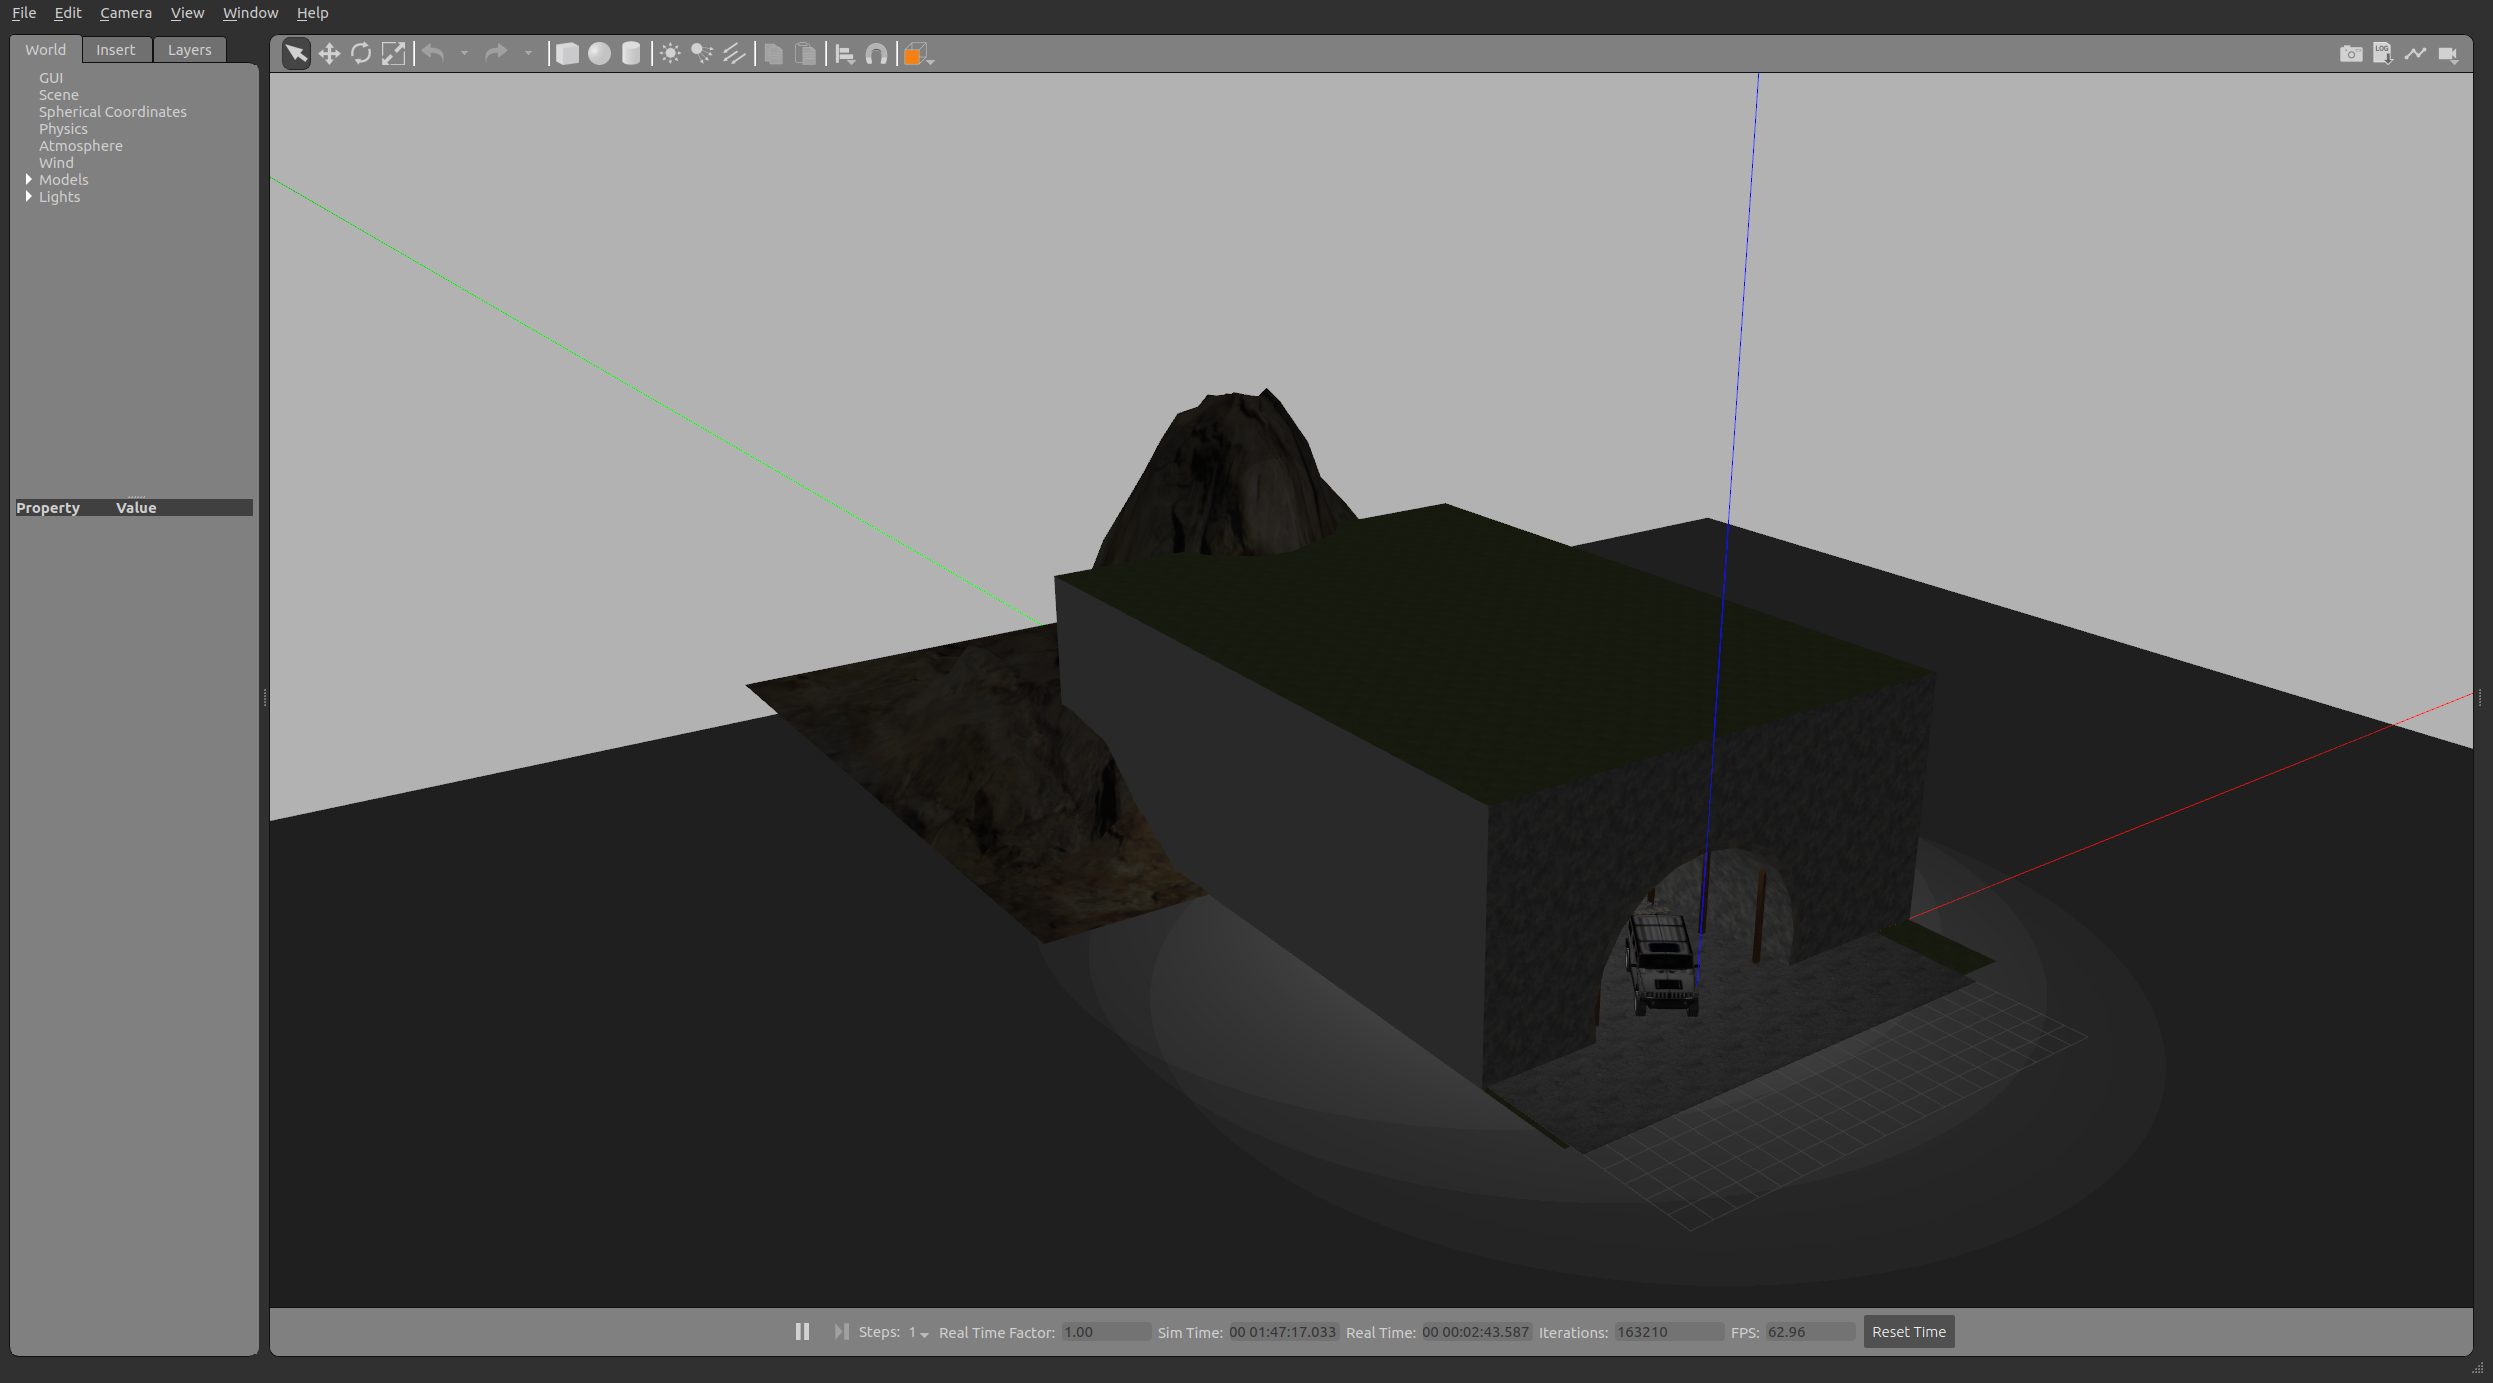 File Edit Camera View Window Help
World Insert Layers
GUI
Scene
Spherical Coordinates
Physics
Atmosphere
Wind
Models
Lights
Property Value
LOG
Steps: 1 Real Time Factor: 1.00 Sim Time: 00 01:47:17.033 Real Time: 00 00:02:43.587 Iterations: 163210 FPS: 62.96 Reset Time